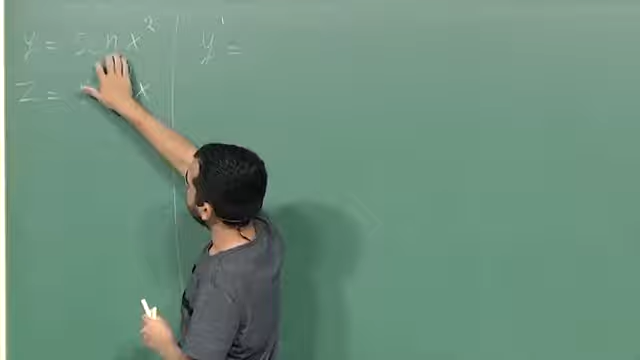 y = sen x² y' =
z = x